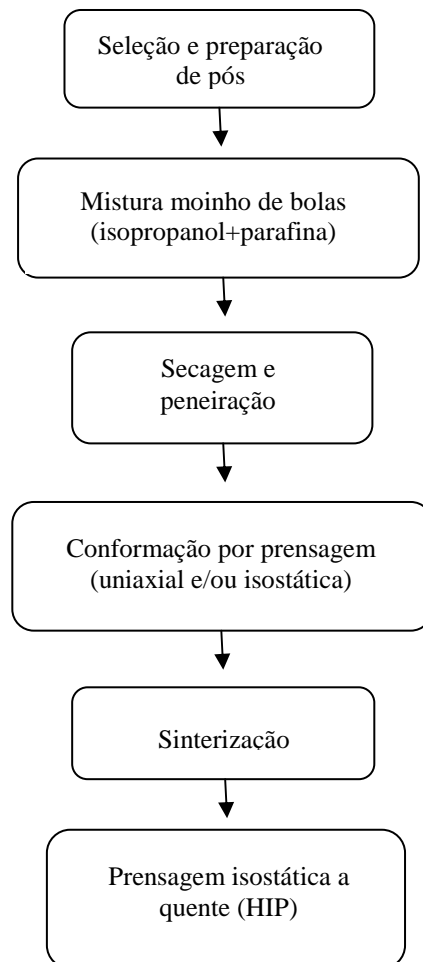 Seleção e preparação
de pós
Mistura moinho de bolas
(isopropanol+parafina)
Secagem e
peneiração
Conformação por prensagem
(uniaxial e/ou isostática)
Sinterização
Prensagem isostática a
quente (HIP)